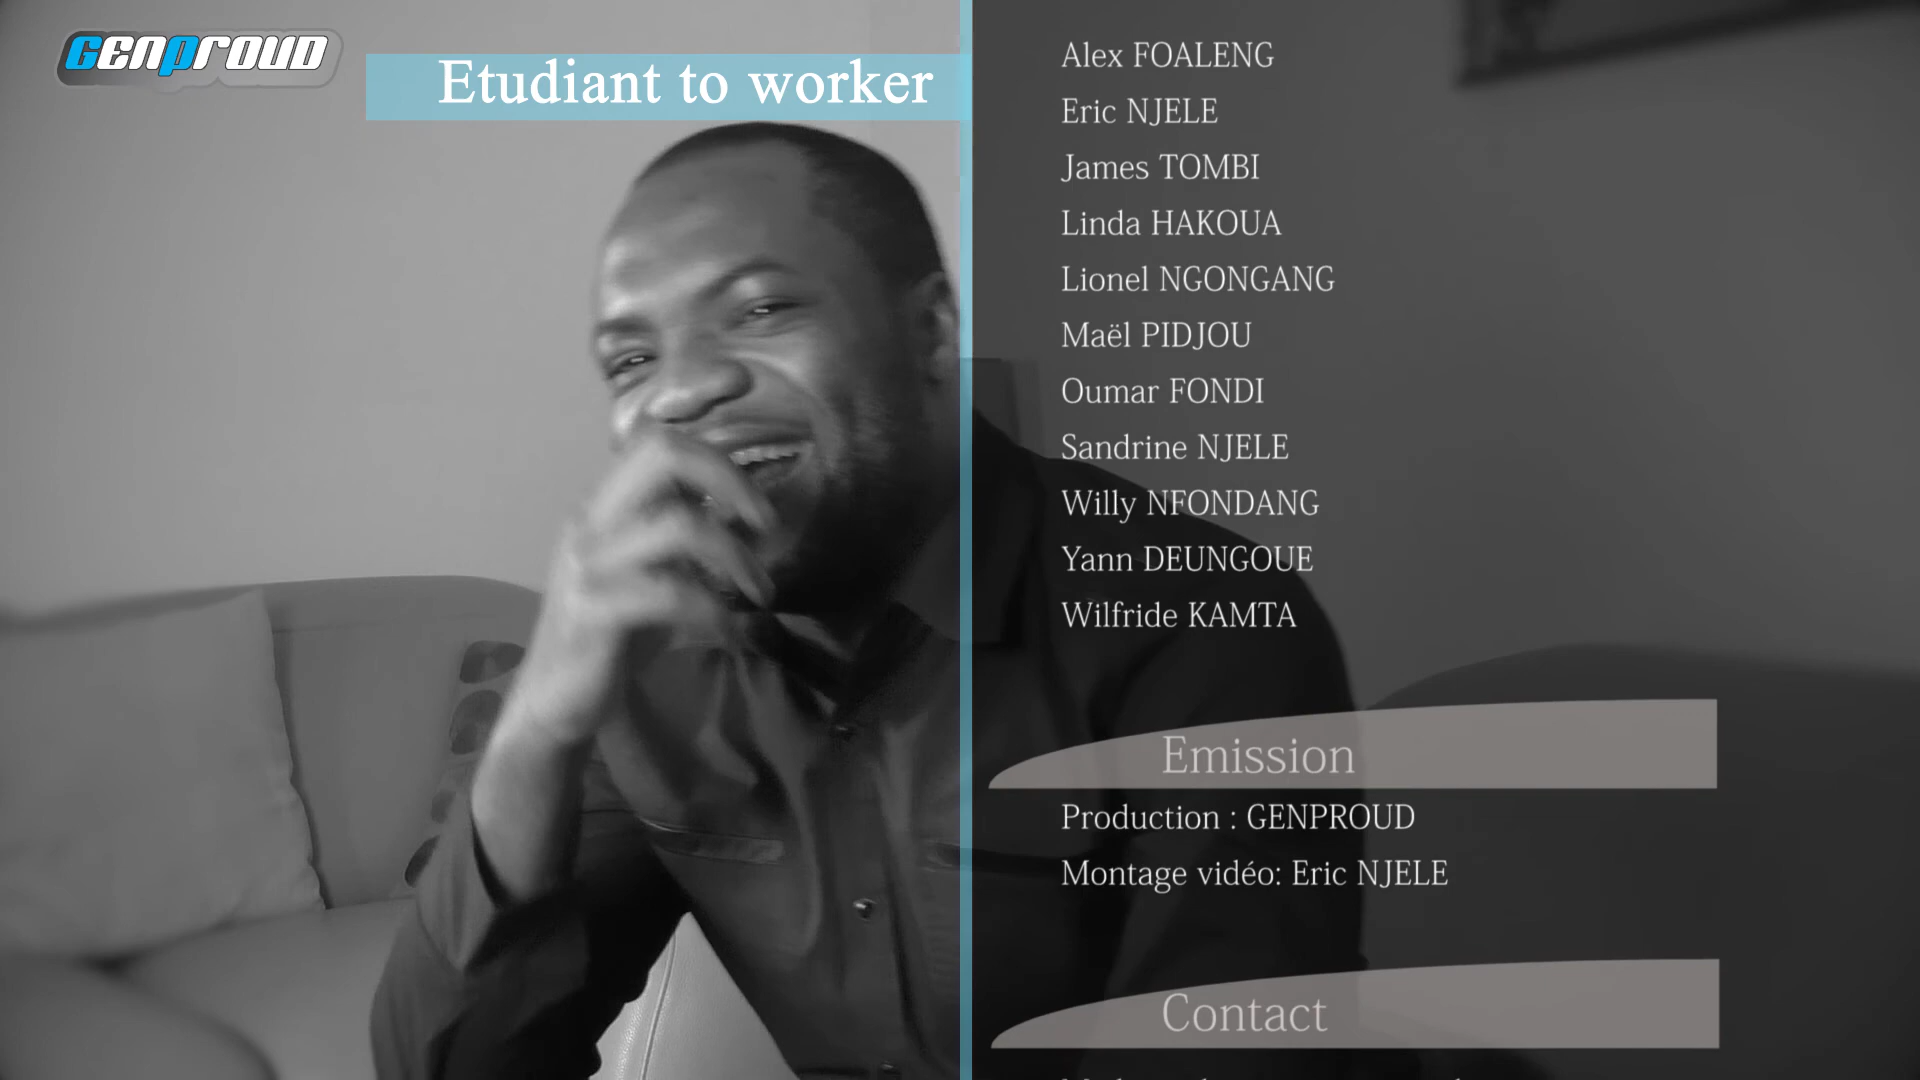 GENPROUD
Etudiant to worker
Alex FOALENG
Eric NJELE
James TOMBI
Linda HAKOUA
Lionel NGONGANG
Maël PIDJOU
Oumar FONDI
Sandrine NJELE
Willy NFONDANG
Yann DEUNGOUE
Wilfride KAMTA
Emission
Production : GENPROUD
Montage vidéo: Eric NJELE
Contact